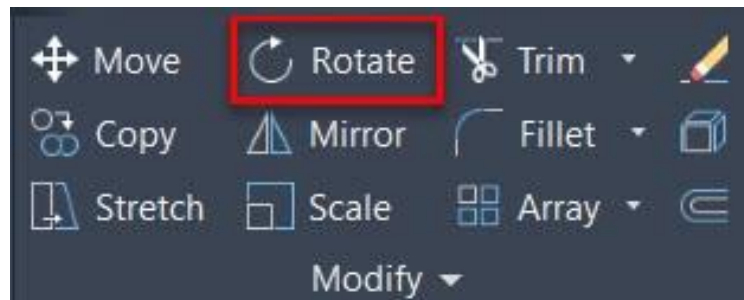 Move Rotate Trim
Copy Mirror Fillet
Stretch Scale Array
Modify